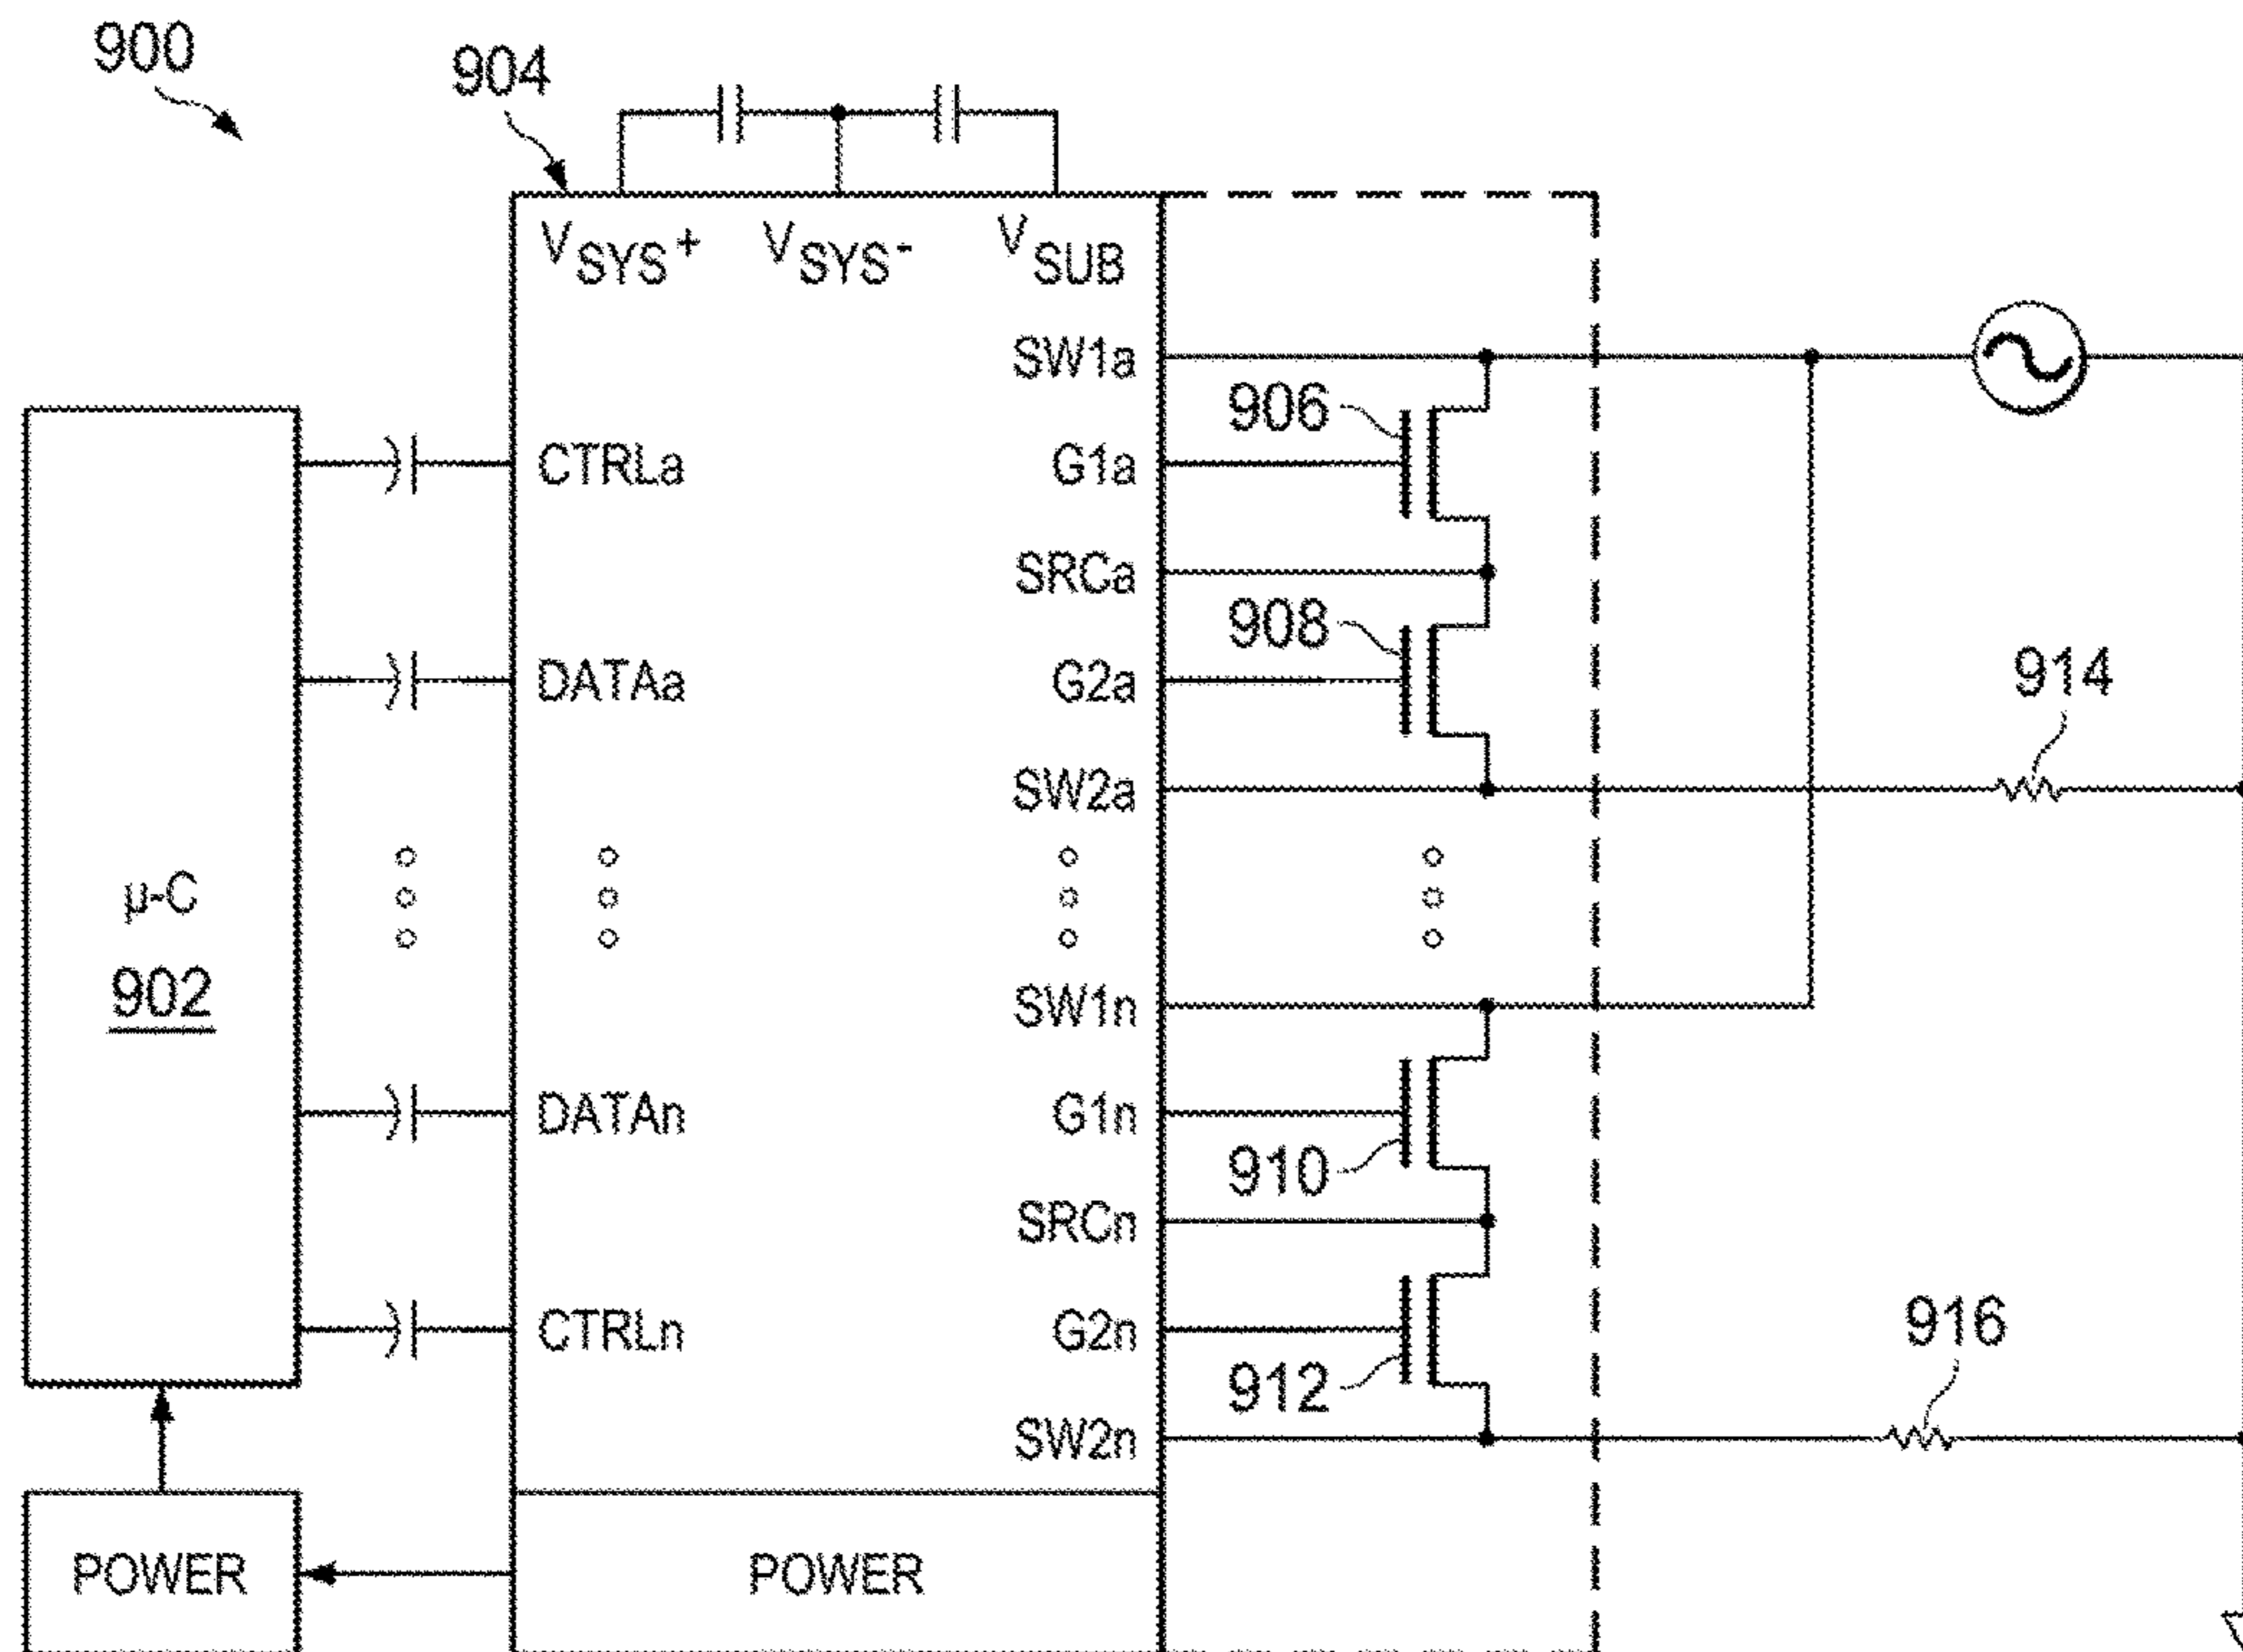 900
904
VSYS+ VSYS- VSUB
SW1a
906
CTRLa G1a
SRCa
908
DATAa G2a
914
SW2a
µ-C
902
SW1n
DATAn G1n
910
SRCn
916
CTRLn G2n
912
SW2n
POWER POWER